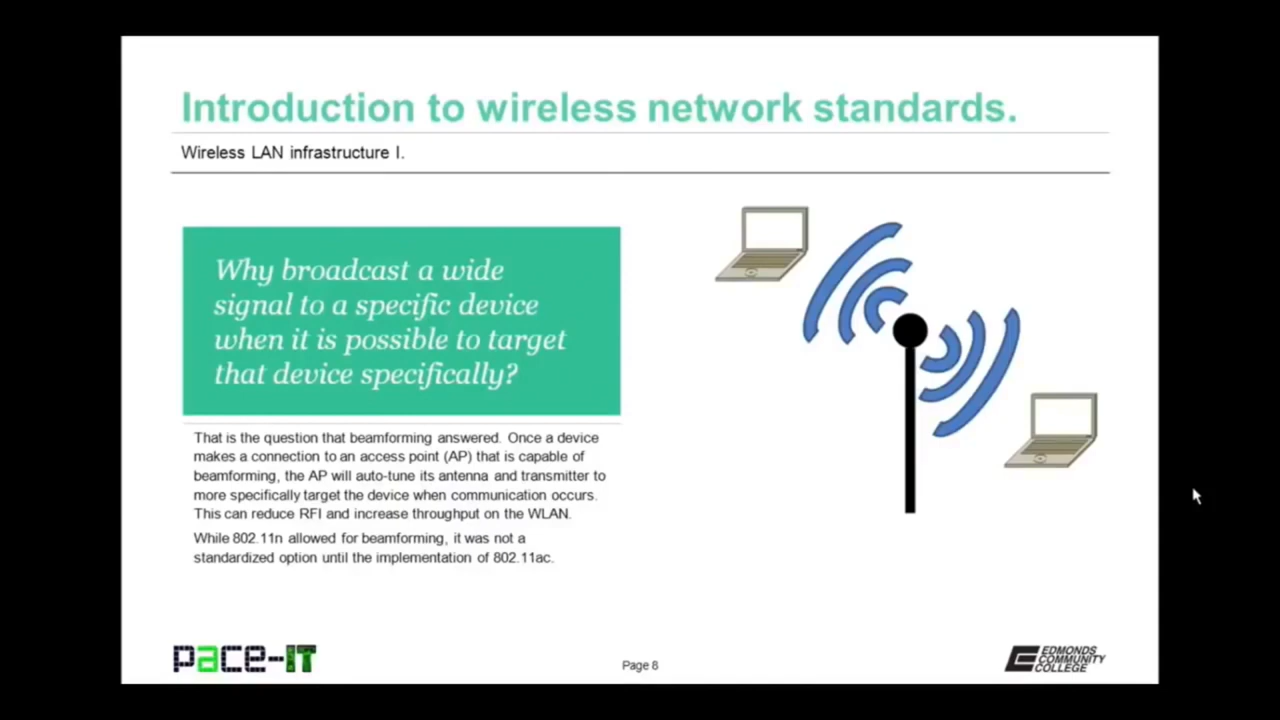 Introduction to wireless network standards.
Wireless LAN infrastructure I.
Why broadcast a wide
signal to a specific device
when it is possible to target
that device specifically?
That is the question that beamforming answered. Once a device
makes a connection to an access point (AP) that is capable of
beamforming, the AP will auto-tune its antenna and transmitter to
more specifically target the device when communication occurs.
This can reduce RFI and increase throughput on the WLAN.
While 802.11n allowed for beamforming, it was not a
standardized option until the implementation of 802.11ac.
pace-IT
Page 8
EDMONDS
COMMUNITY
COLLEGE